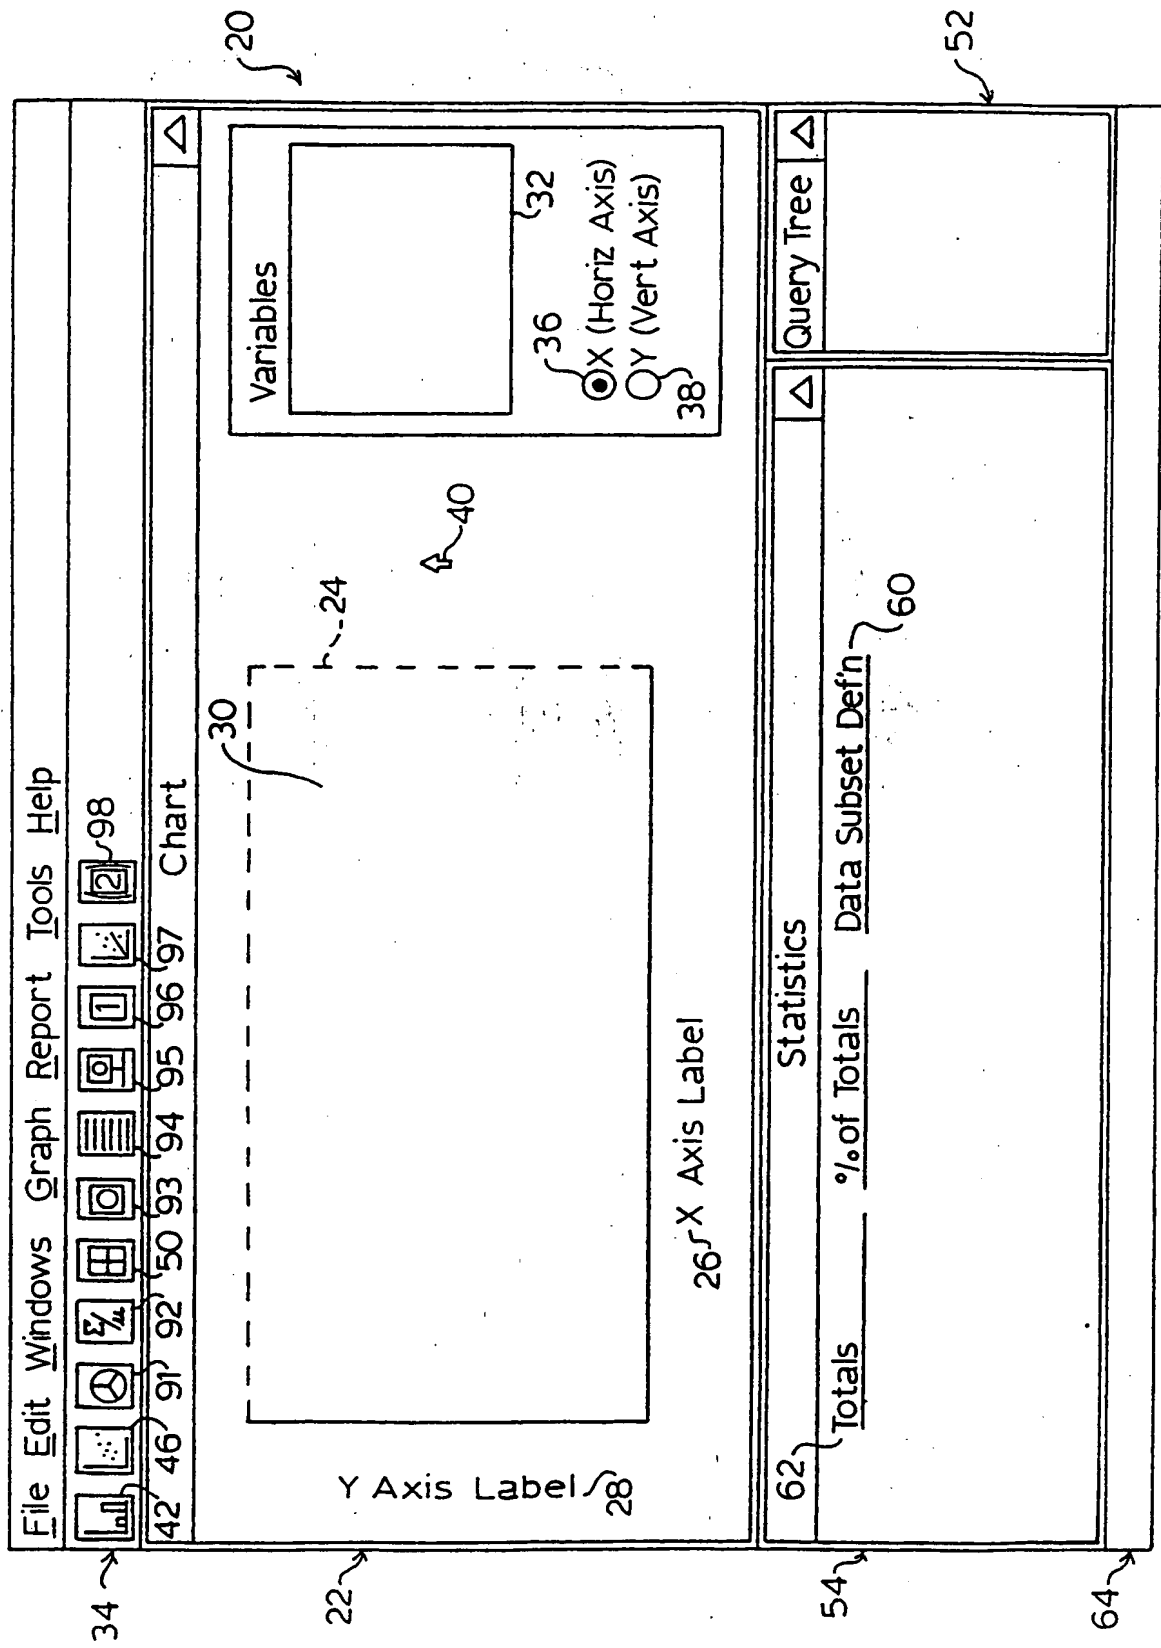 File Edit Windows Graph Report Tools Help
20
34
2
1
Σ/μ
42 46 91 92 50 93 94 95 96 97 98
Chart
22
30
24
Y Axis Label 28
26 X Axis Label
40
Variables
32
36
X (Horiz Axis)
Y (Vert Axis)
38
Statistics
Query Tree
52
54
62
Totals % of Totals Data Subset Def'n 60
64